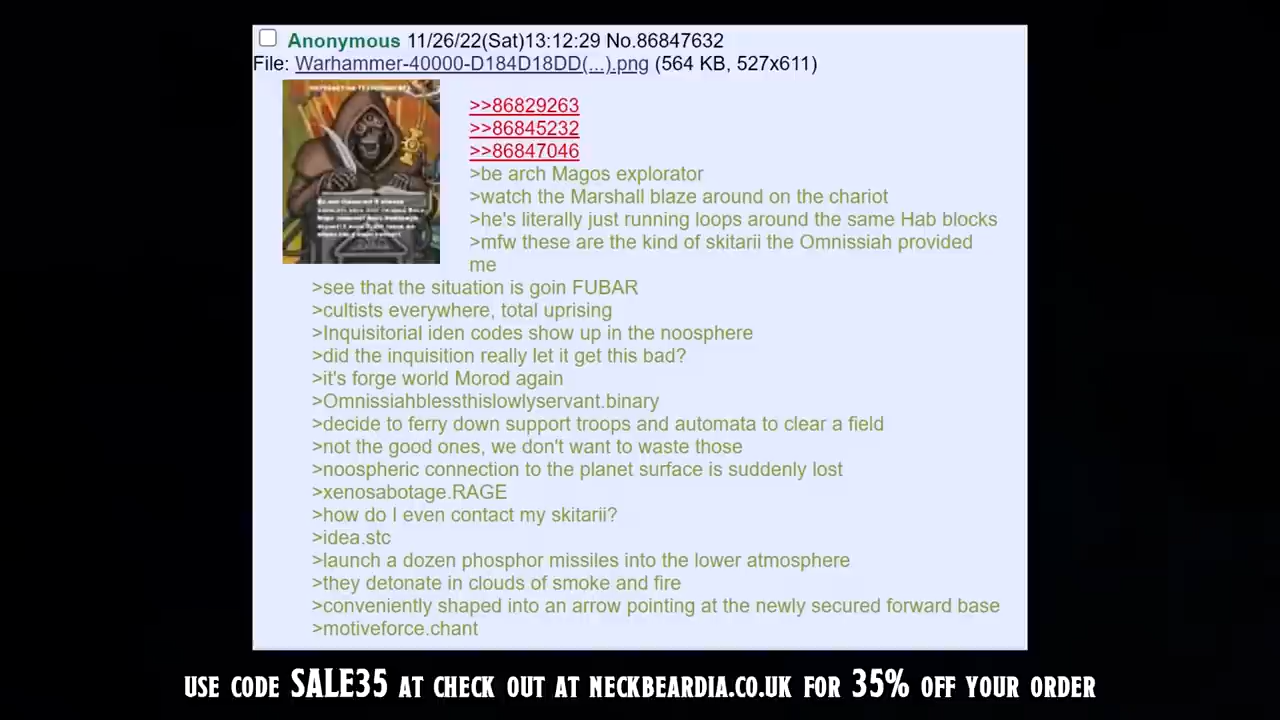 Anonymous 11/26/22(Sat)13:12:29 No.86847632
File: Warhammer-40000-D184D18DD(...).png (564 KB, 527x611)
>>86829263
>>86845232
>>86847046
>be arch Magos explorator
>watch the Marshall blaze around on the chariot
>he's literally just running loops around the same Hab blocks
>mfw these are the kind of skitarii the Omnissiah provided
me
>see that the situation is goin FUBAR
>cultists everywhere, total uprising
>Inquisitorial iden codes show up in the noosphere
>did the inquisition really let it get this bad?
>it's forge world Morod again
>Omnissiahblessthislowlyservant.binary
>decide to ferry down support troops and automata to clear a field
>not the good ones, we don't want to waste those
>noospheric connection to the planet surface is suddenly lost
>xenosabotage.RAGE
>how do I even contact my skitarii?
>idea.stc
>launch a dozen phosphor missiles into the lower atmosphere
>they detonate in clouds of smoke and fire
>conveniently shaped into an arrow pointing at the newly secured forward base
>motiveforce.chant
USE CODE SALE35 AT CHECK OUT AT NECKBEARDIA.CO.UK FOR 35% OFF YOUR ORDER